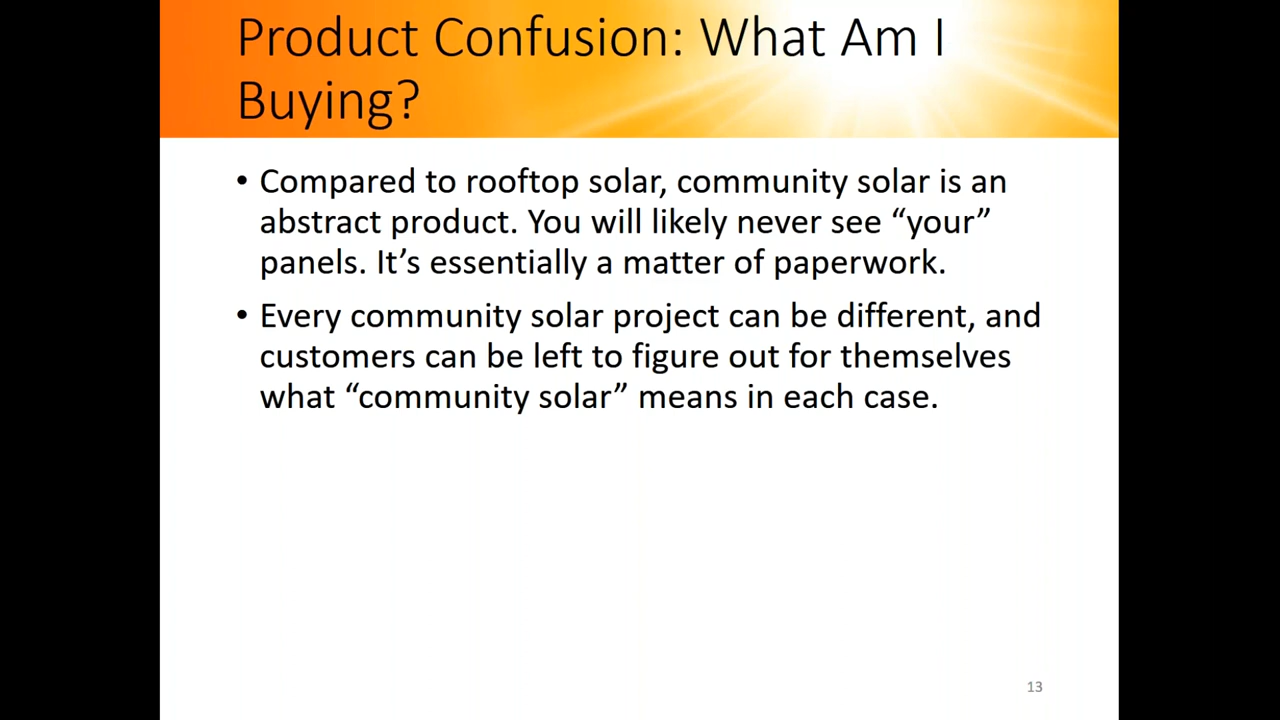 Product Confusion: What Am I
Buying?
• Compared to rooftop solar, community solar is an
abstract product. You will likely never see “your”
panels. It’s essentially a matter of paperwork.
• Every community solar project can be different, and
customers can be left to figure out for themselves
what “community solar” means in each case.
13